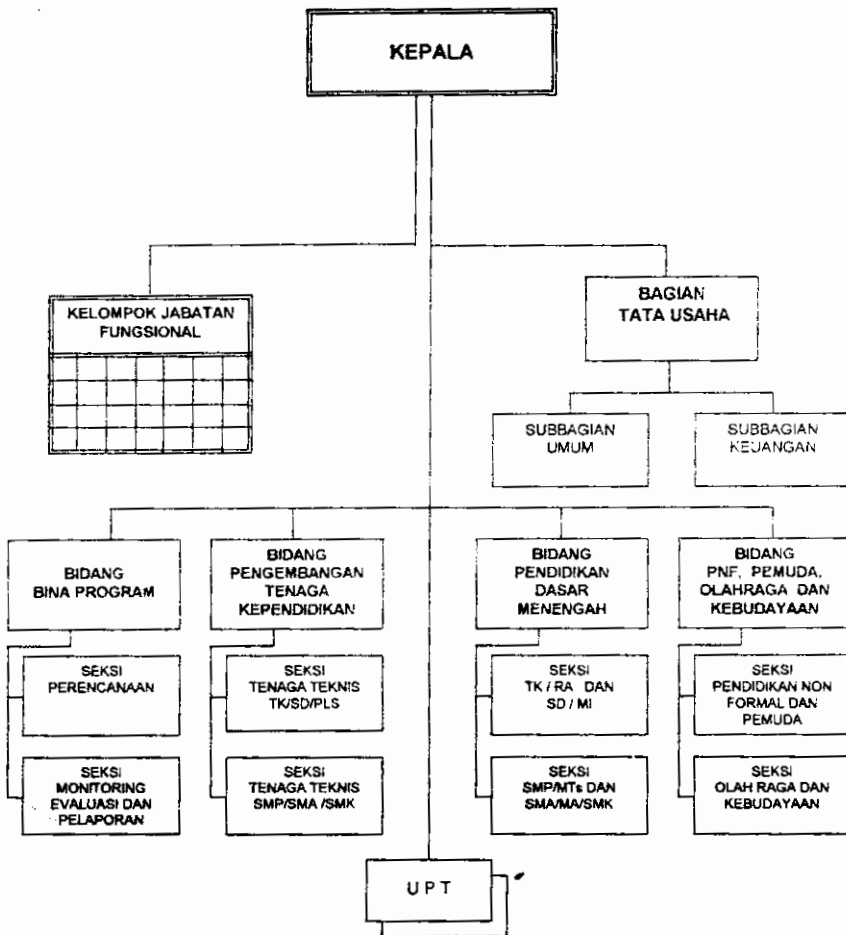 KEPALA
KELOMPOK JABATAN
FUNGSIONAL
BAGIAN
TATA USAHA
SUBBAGIAN
UMUM
SUBBAGIAN
KEUANGAN
BIDANG
BINA PROGRAM
BIDANG
PENGEMBANGAN
TENAGA
KEPENDIDIKAN
BIDANG
PENDIDIKAN
DASAR
MENENGAH
BIDANG
PNF, PEMUDA,
OLAHRAGA DAN
KEBUDAYAAN
SEKSI
PERENCANAAN
SEKSI
TENAGA TEKNIS
TK/SD/PLS
SEKSI
TK / RA DAN
SD / MI
SEKSI
PENDIDIKAN NON
FORMAL DAN
PEMUDA
SEKSI
MONITORING
EVALUASI DAN
PELAPORAN
SEKSI
TENAGA TEKNIS
SMP/SMA /SMK
SEKSI
SMP/MTs DAN
SMA/MA/SMK
SEKSI
OLAH RAGA DAN
KEBUDAYAAN
U P T